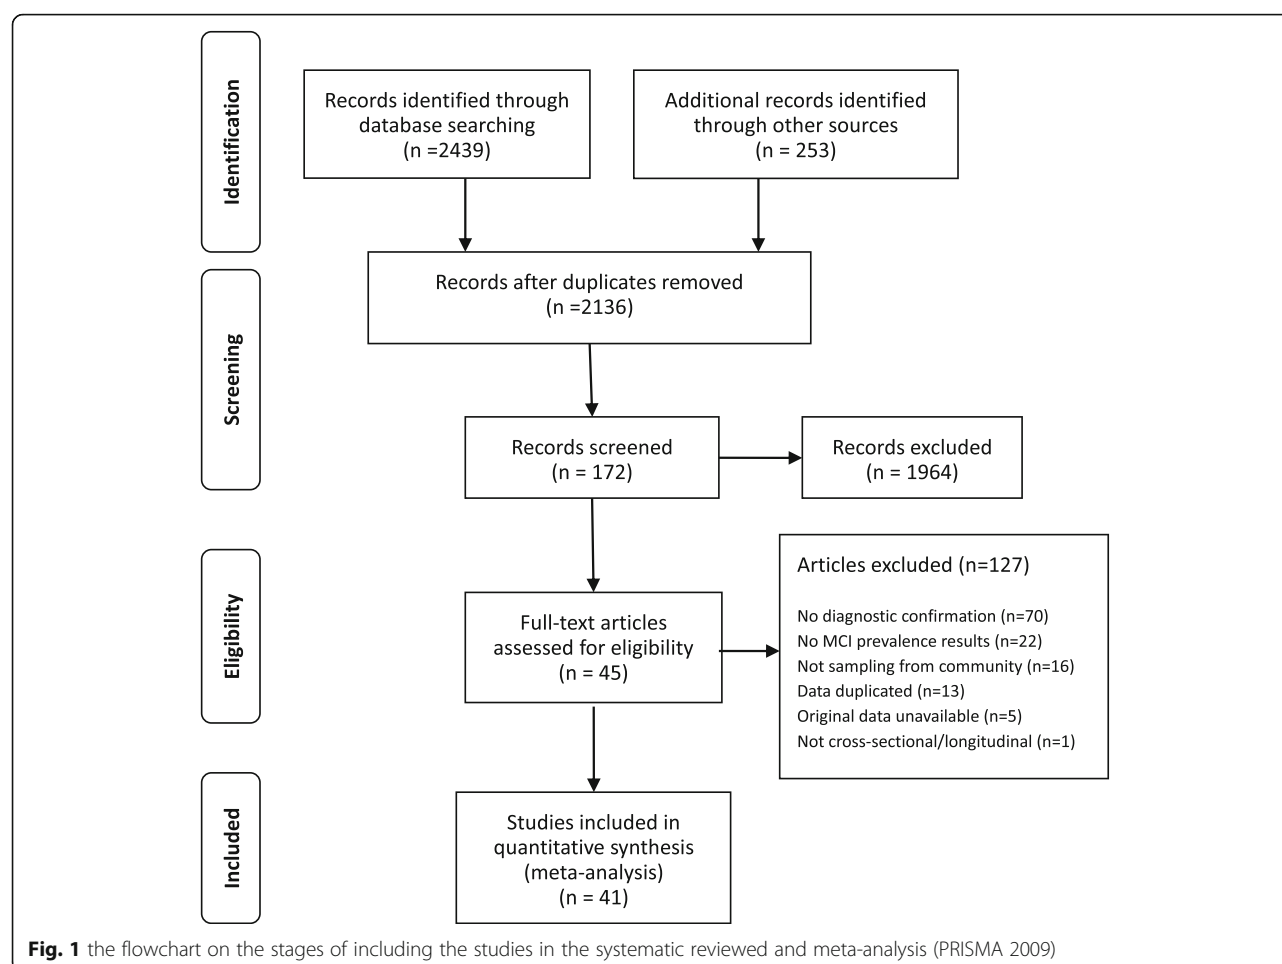 Identification
Records identified through
database searching
(n =2439)
Additional records identified
through other sources
(n = 253)
Screening
Records after duplicates removed
(n =2136)
Records screened
(n = 172)
Records excluded
(n = 1964)
Eligibility
Full-text articles
assessed for eligibility
(n = 45)
Articles excluded (n=127)
No diagnostic confirmation (n=70)
No MCI prevalence results (n=22)
Not sampling from community (n=16)
Data duplicated (n=13)
Original data unavailable (n=5)
Not cross-sectional/longitudinal (n=1)
Included
Studies included in
quantitative synthesis
(meta-analysis)
(n = 41)
Fig. 1 the flowchart on the stages of including the studies in the systematic reviewed and meta-analysis (PRISMA 2009)